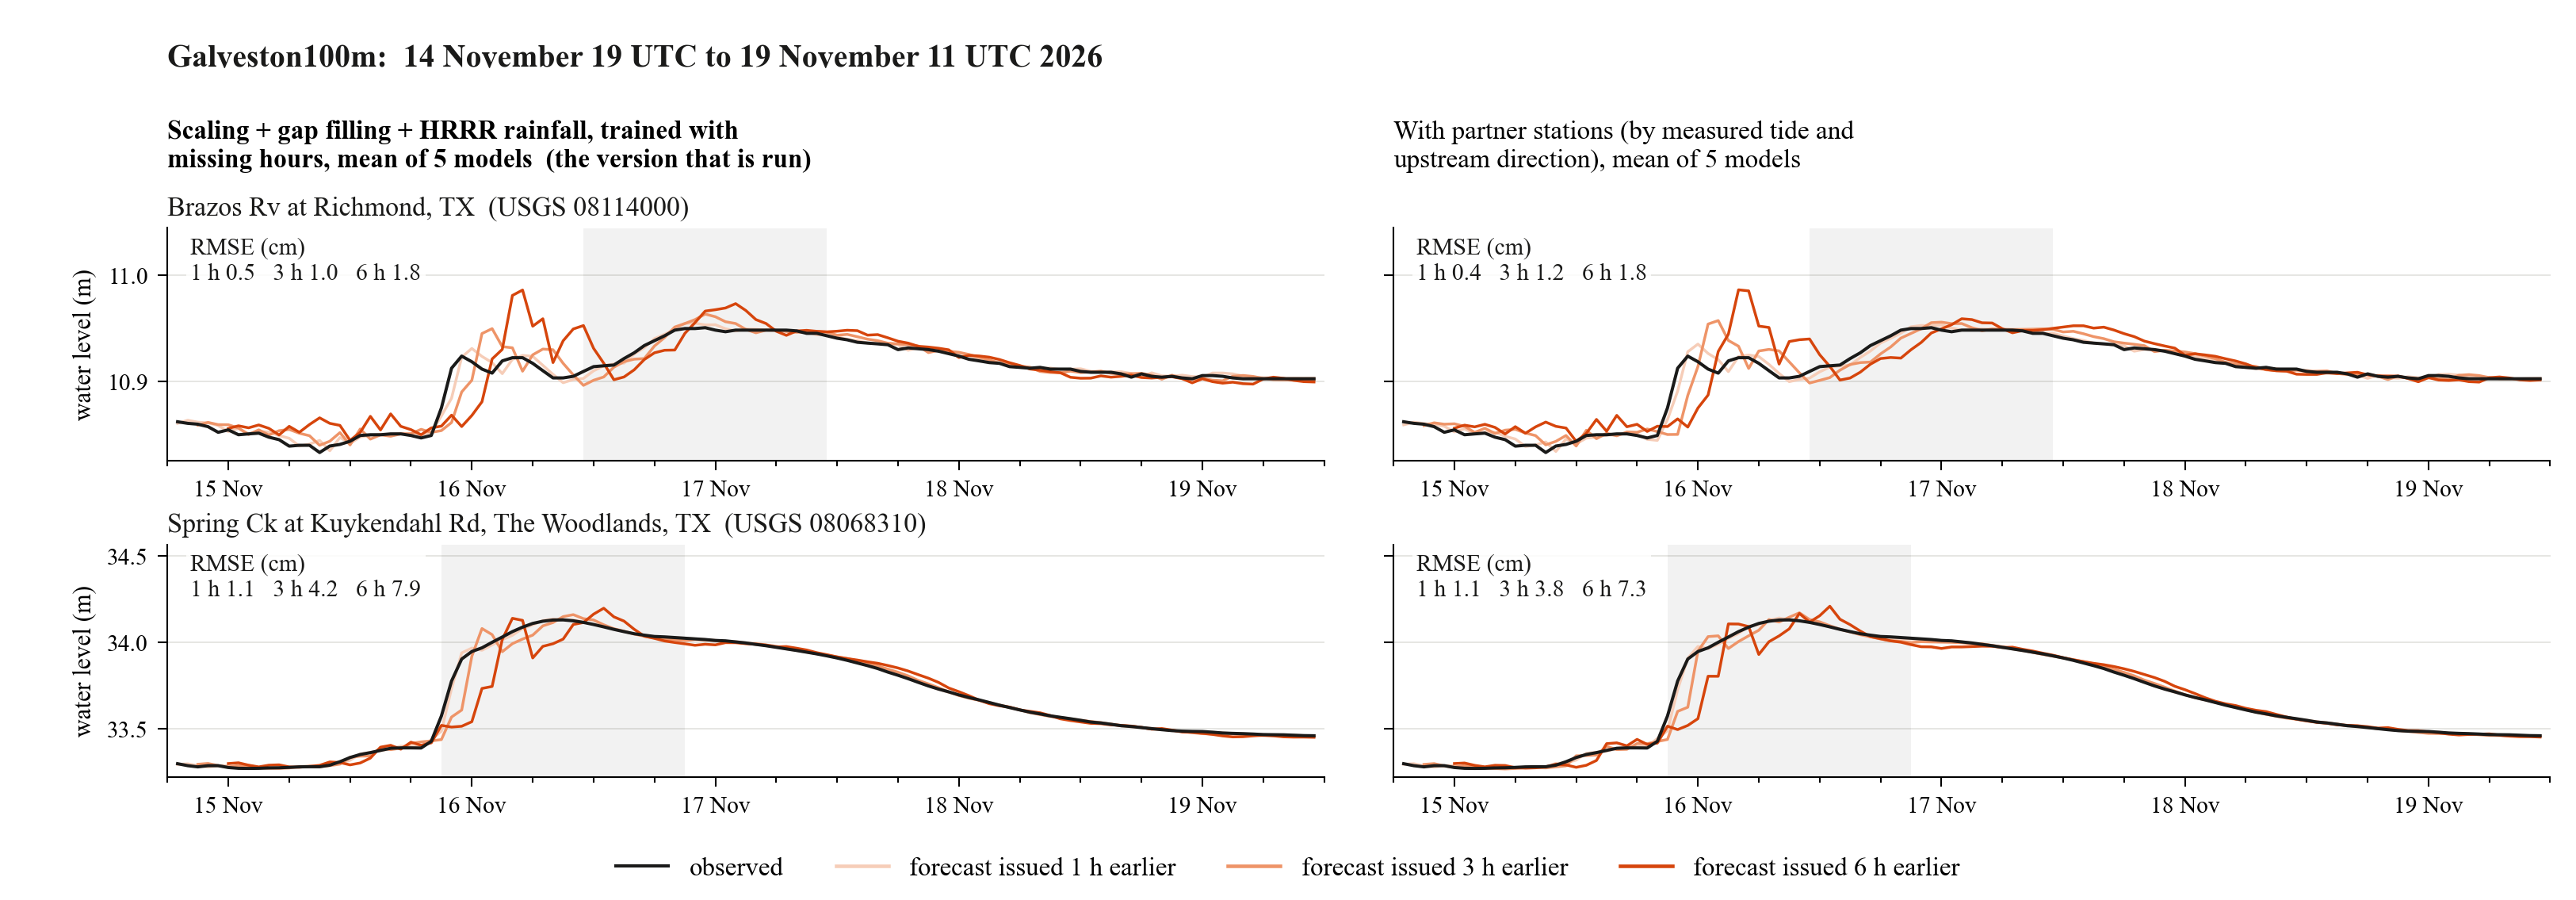 Galveston100m:  14 November 19 UTC to 19 November 11 UTC 2026
Scaling + gap filling + HRRR rainfall, trained with
missing hours, mean of 5 models  (the version that is run)
With partner stations (by measured tide and
upstream direction), mean of 5 models
Brazos Rv at Richmond, TX  (USGS 08114000)
water level (m)
11.0
10.9
RMSE (cm)
1 h 0.5   3 h 1.0   6 h 1.8
15 Nov   16 Nov   17 Nov   18 Nov   19 Nov
RMSE (cm)
1 h 0.4   3 h 1.2   6 h 1.8
15 Nov   16 Nov   17 Nov   18 Nov   19 Nov
Spring Ck at Kuykendahl Rd, The Woodlands, TX  (USGS 08068310)
water level (m)
34.5
34.0
33.5
RMSE (cm)
1 h 1.1   3 h 4.2   6 h 7.9
15 Nov   16 Nov   17 Nov   18 Nov   19 Nov
RMSE (cm)
1 h 1.1   3 h 3.8   6 h 7.3
15 Nov   16 Nov   17 Nov   18 Nov   19 Nov
observed   forecast issued 1 h earlier   forecast issued 3 h earlier   forecast issued 6 h earlier